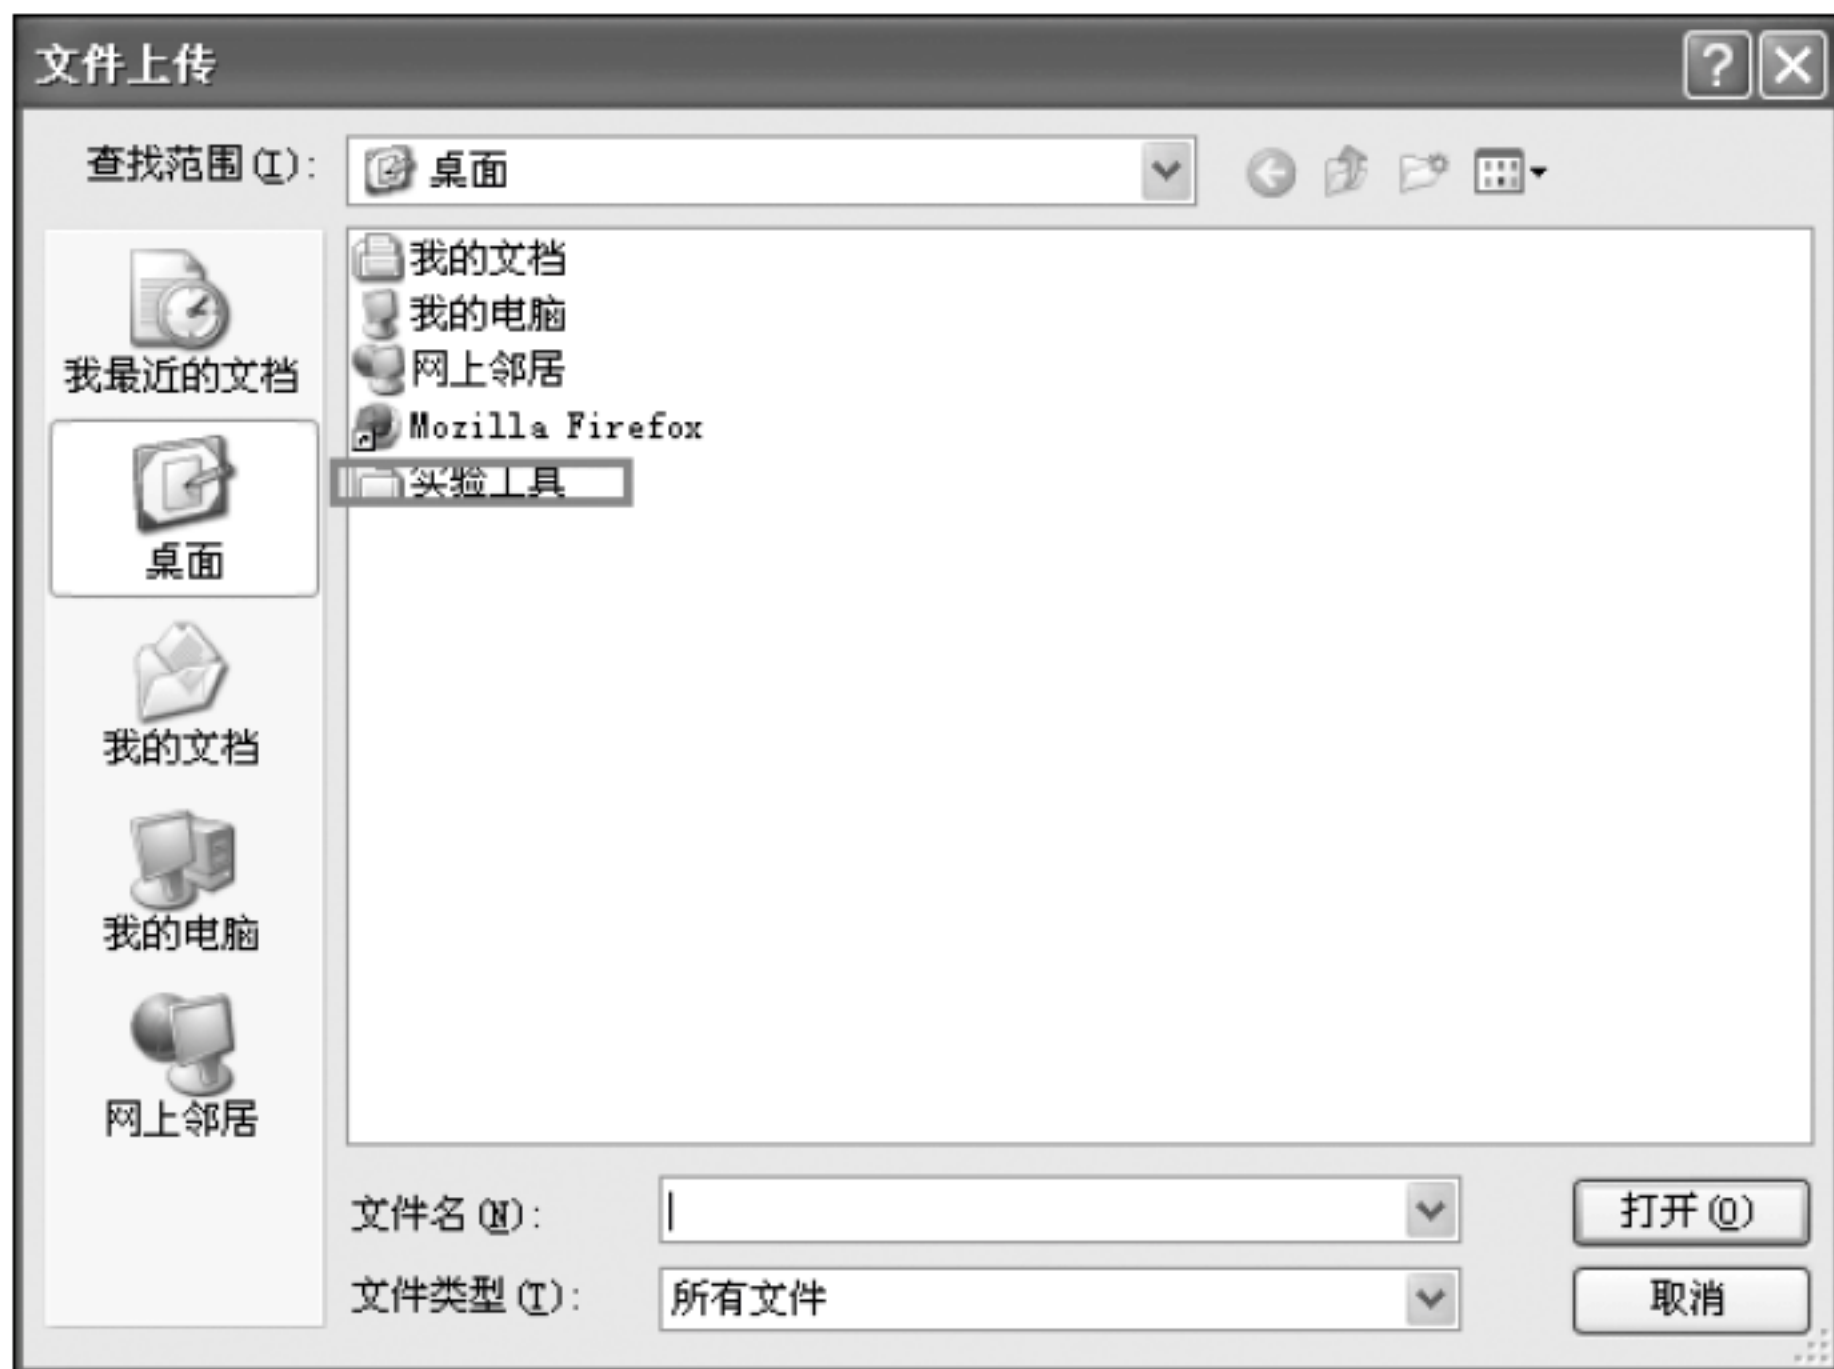 文件上传
查找范围(I):
桌面
我最近的文档
桌面
我的文档
我的电脑
网上邻居
我的文档
我的电脑
网上邻居
Mozilla Firefox
实验工具
文件名(N):
打开(O)
文件类型(T):
所有文件
取消